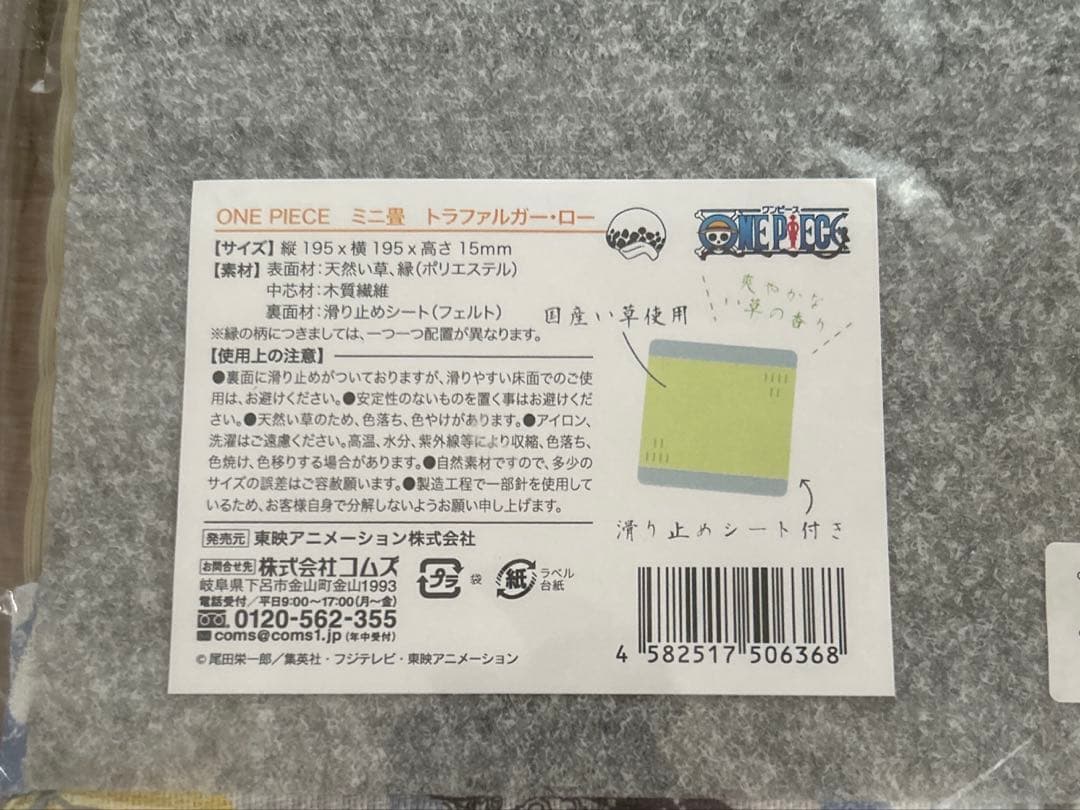 ONE PIECE ミニ畳 トラファルガー・ロー
ワンピース
ONE PIECE
【サイズ】縦 195 x 横 195 x 高さ 15mm
【素材】表面材：天然い草、縁（ポリエステル）
中芯材：木質繊維
裏面材：滑り止めシート（フェルト）
※縁の柄につきましては、一つ一つ配置が異なります。
爽やかな
い草の香り
国産い草使用
滑り止めシート付き
【使用上の注意】
●裏面に滑り止めがついておりますが、滑りやすい床面でのご使
用は、お避けください。●安定性のないものを置く事はお避けくだ
さい。●天然い草のため、色落ち、色やけがあります。●アイロン、
洗濯はご遠慮ください。高温、水分、紫外線等により収縮、色落ち、
色焼け、色移りする場合があります。●自然素材ですので、多少の
サイズの誤差はご容赦願います。●製造工程で一部針を使用して
いるため、お客様自身で分解しないようお願い申し上げます。
発売元 東映アニメーション株式会社
お問合せ先 株式会社コムズ
岐阜県下呂市金山町金山1993
電話受付／平日9:00〜17:00（月〜金）
0120-562-355
coms@coms1.jp（年中受付）
プラ 袋
紙 ラベル
台紙
©尾田栄一郎／集英社・フジテレビ・東映アニメーション
4 582517 506368